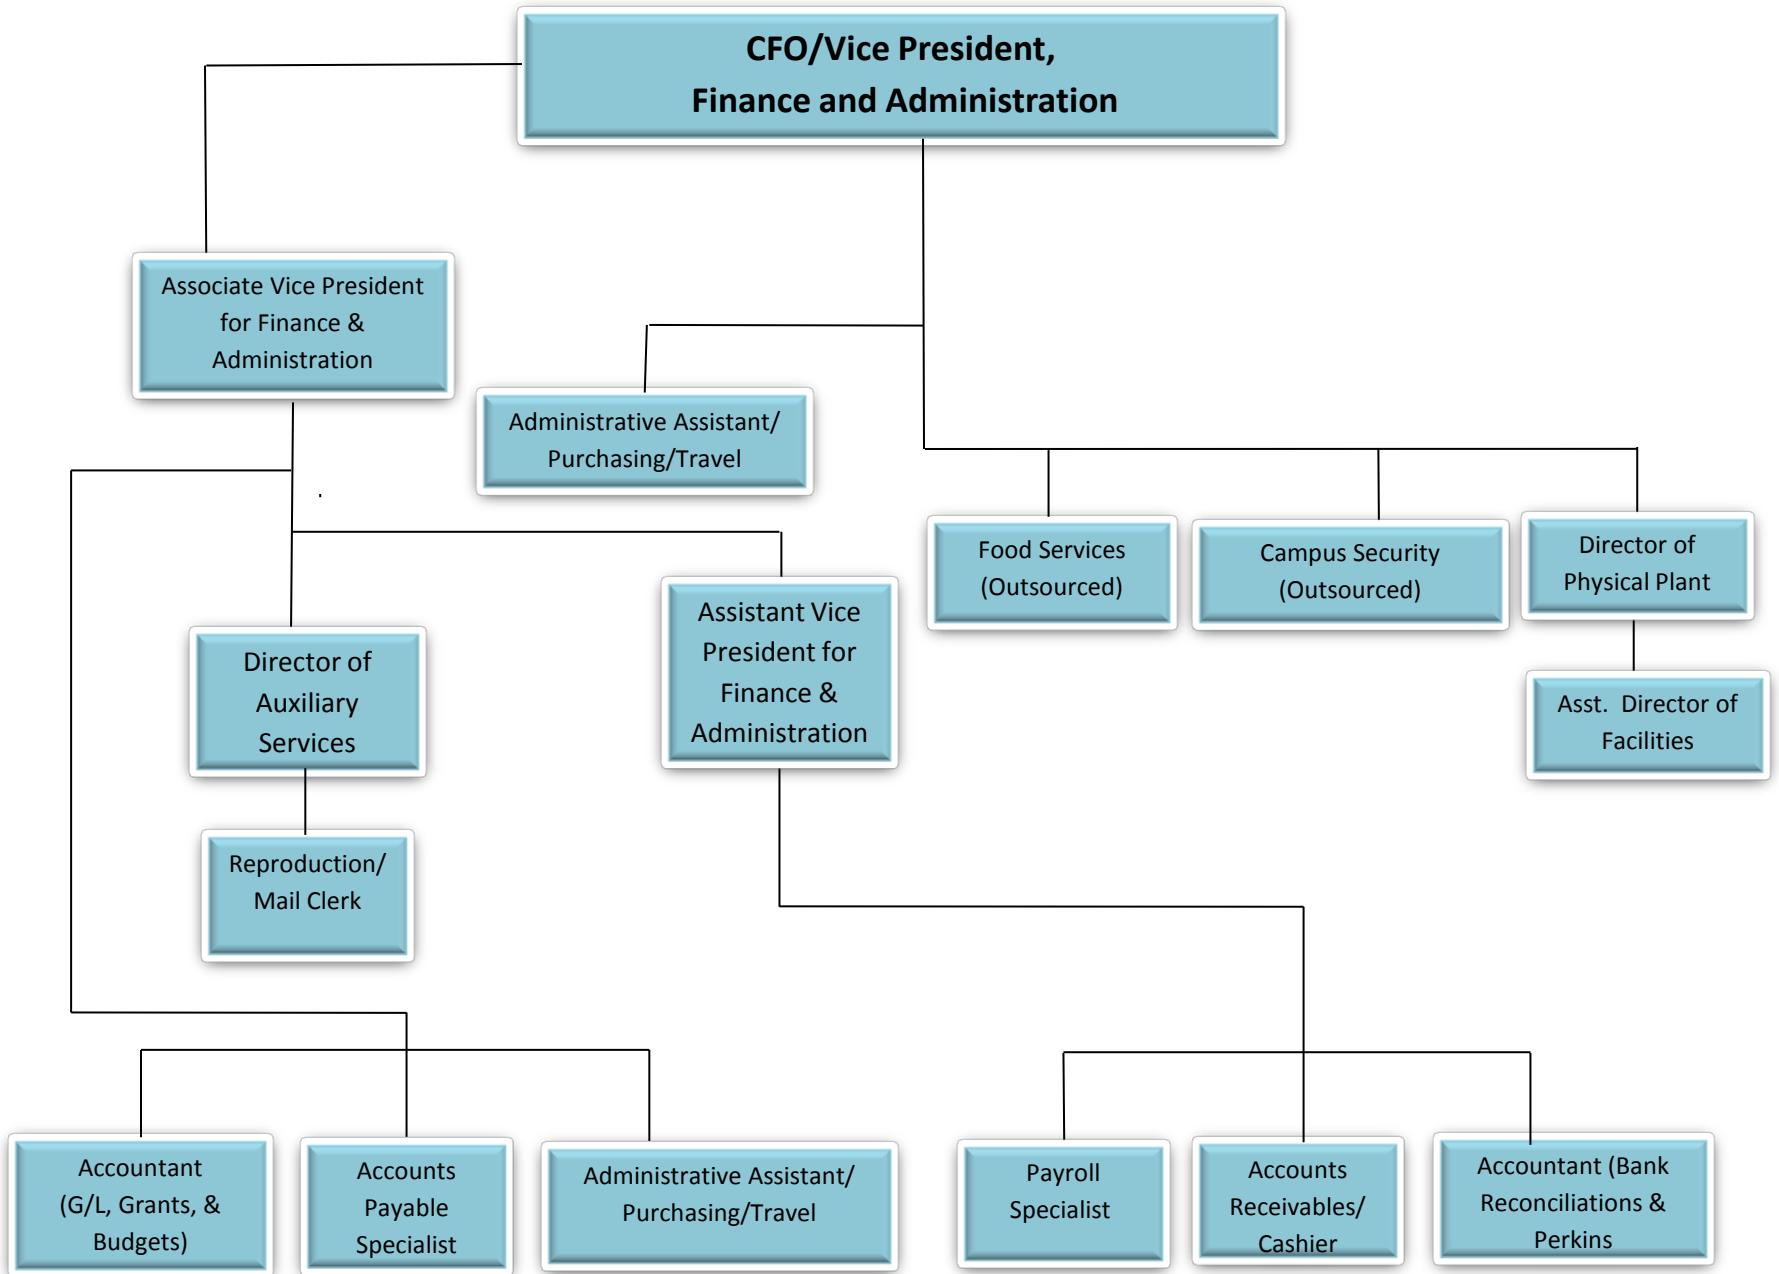 CFO/Vice President,
Finance and Administration
Associate Vice President
for Finance &
Administration
Administrative Assistant/
Purchasing/Travel
Food Services
(Outsourced)
Campus Security
(Outsourced)
Director of
Physical Plant
Assistant Vice
President for
Finance &
Administration
Director of
Auxiliary
Services
Asst.  Director of
Facilities
Reproduction/
Mail Clerk
Accountant
(G/L, Grants, &
Budgets)
Accounts
Payable
Specialist
Administrative Assistant/
Purchasing/Travel
Payroll
Specialist
Accounts
Receivables/
Cashier
Accountant (Bank
Reconciliations &
Perkins